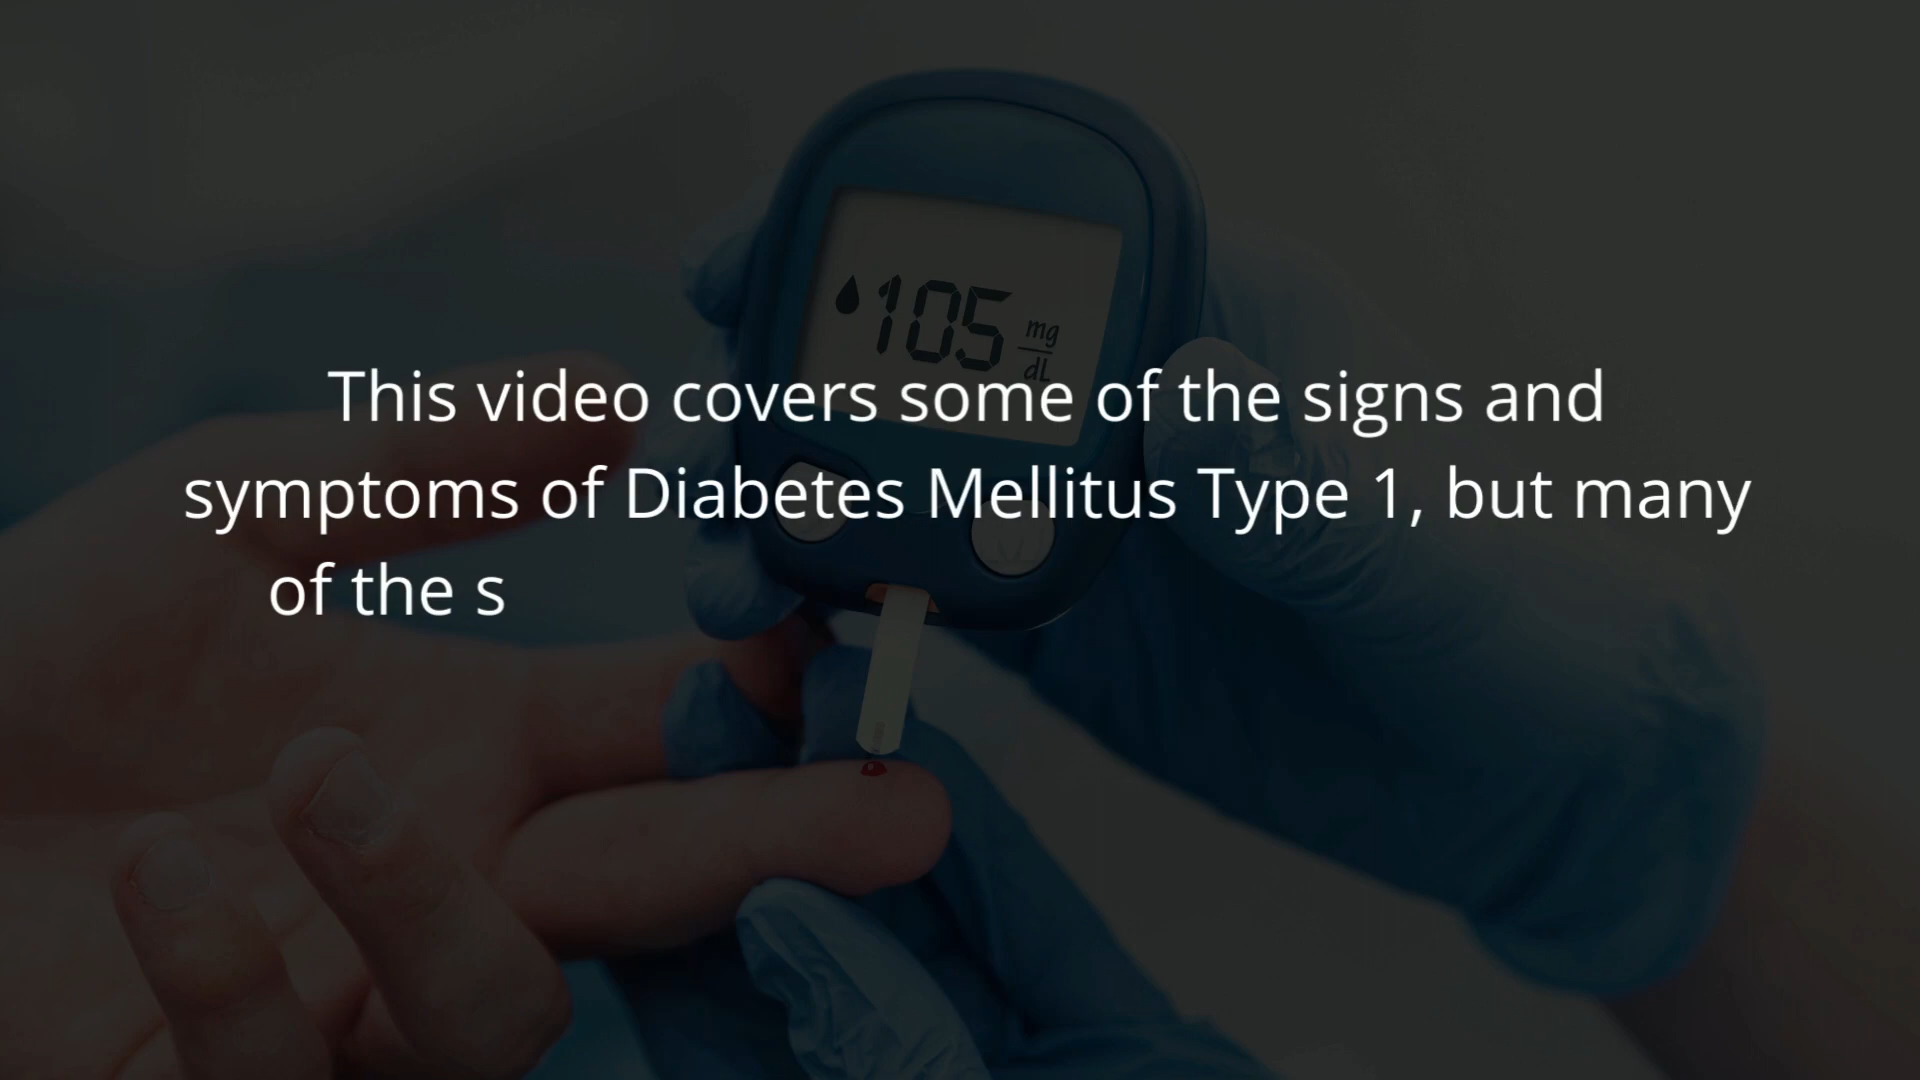 105 mg
dL
This video covers some of the signs and
symptoms of Diabetes Mellitus Type 1, but many
of the s